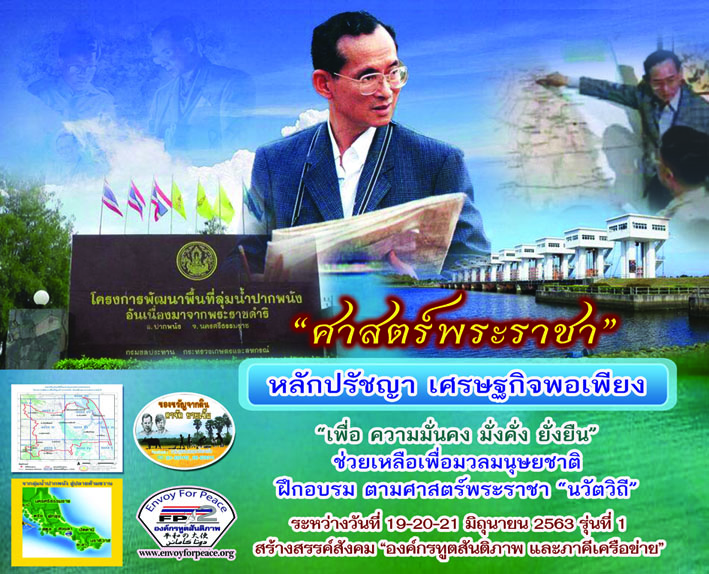 โครงการพัฒนาพื้นที่ลุ่มน้ำปากพนัง
อันเนื่องมาจากพระราชดำริ
อ. ปากพนัง จ. นครศรีธรรมราช
กรมชลประทาน กระทรวงเกษตรและสหกรณ์
“ศาสตร์พระราชา”
หลักปรัชญา เศรษฐกิจพอเพียง
“เพื่อ ความมั่นคง มั่งคั่ง ยั่งยืน”
ช่วยเหลือเพื่อมวลมนุษยชาติ
ฝึกอบรม ตามศาสตร์พระราชา “นวัตวิถี”
ระหว่างวันที่ 19-20-21 มิถุนายน 2563 รุ่นที่ 1
สร้างสรรค์สังคม “องค์กรทูตสันติภาพ และภาคีเครือข่าย”
ของขวัญจากดิน
Envoy For Peace
องค์กรทูตสันติภาพ
平和の大使
www.envoyforpeace.org